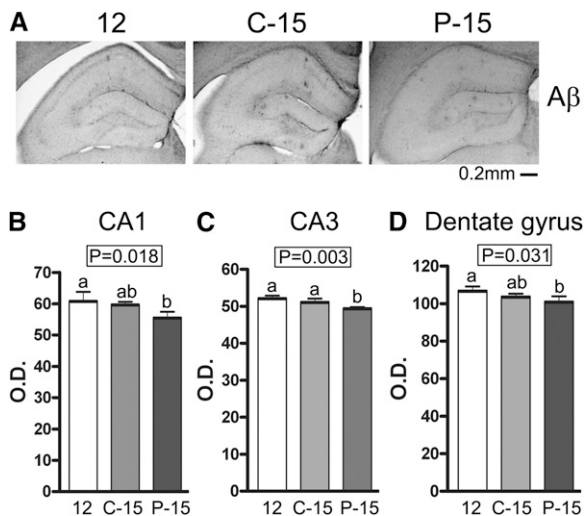 A 12 C-15 P-15
Aβ
0.2mm
B CA1
P=0.018
a ab b
O.D.
70
60
50
40
30
20
10
0
12 C-15 P-15
C CA3
P=0.003
a a b
O.D.
60
50
40
30
20
10
0
12 C-15 P-15
D Dentate gyrus
P=0.031
a ab b
O.D.
120
100
80
60
40
20
0
12 C-15 P-15